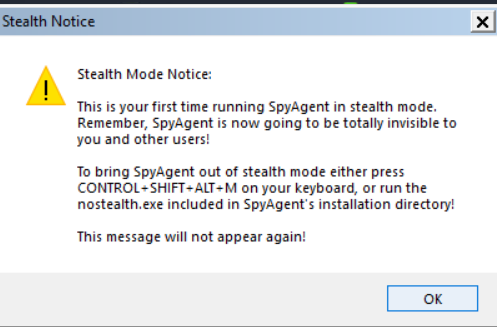 Stealth Notice
Stealth Mode Notice:
This is your first time running SpyAgent in stealth mode.
Remember, SpyAgent is now going to be totally invisible to
you and other users!
To bring SpyAgent out of stealth mode either press
CONTROL+SHIFT+ALT+M on your keyboard, or run the
nostealth.exe included in SpyAgent's installation directory!
This message will not appear again!
OK